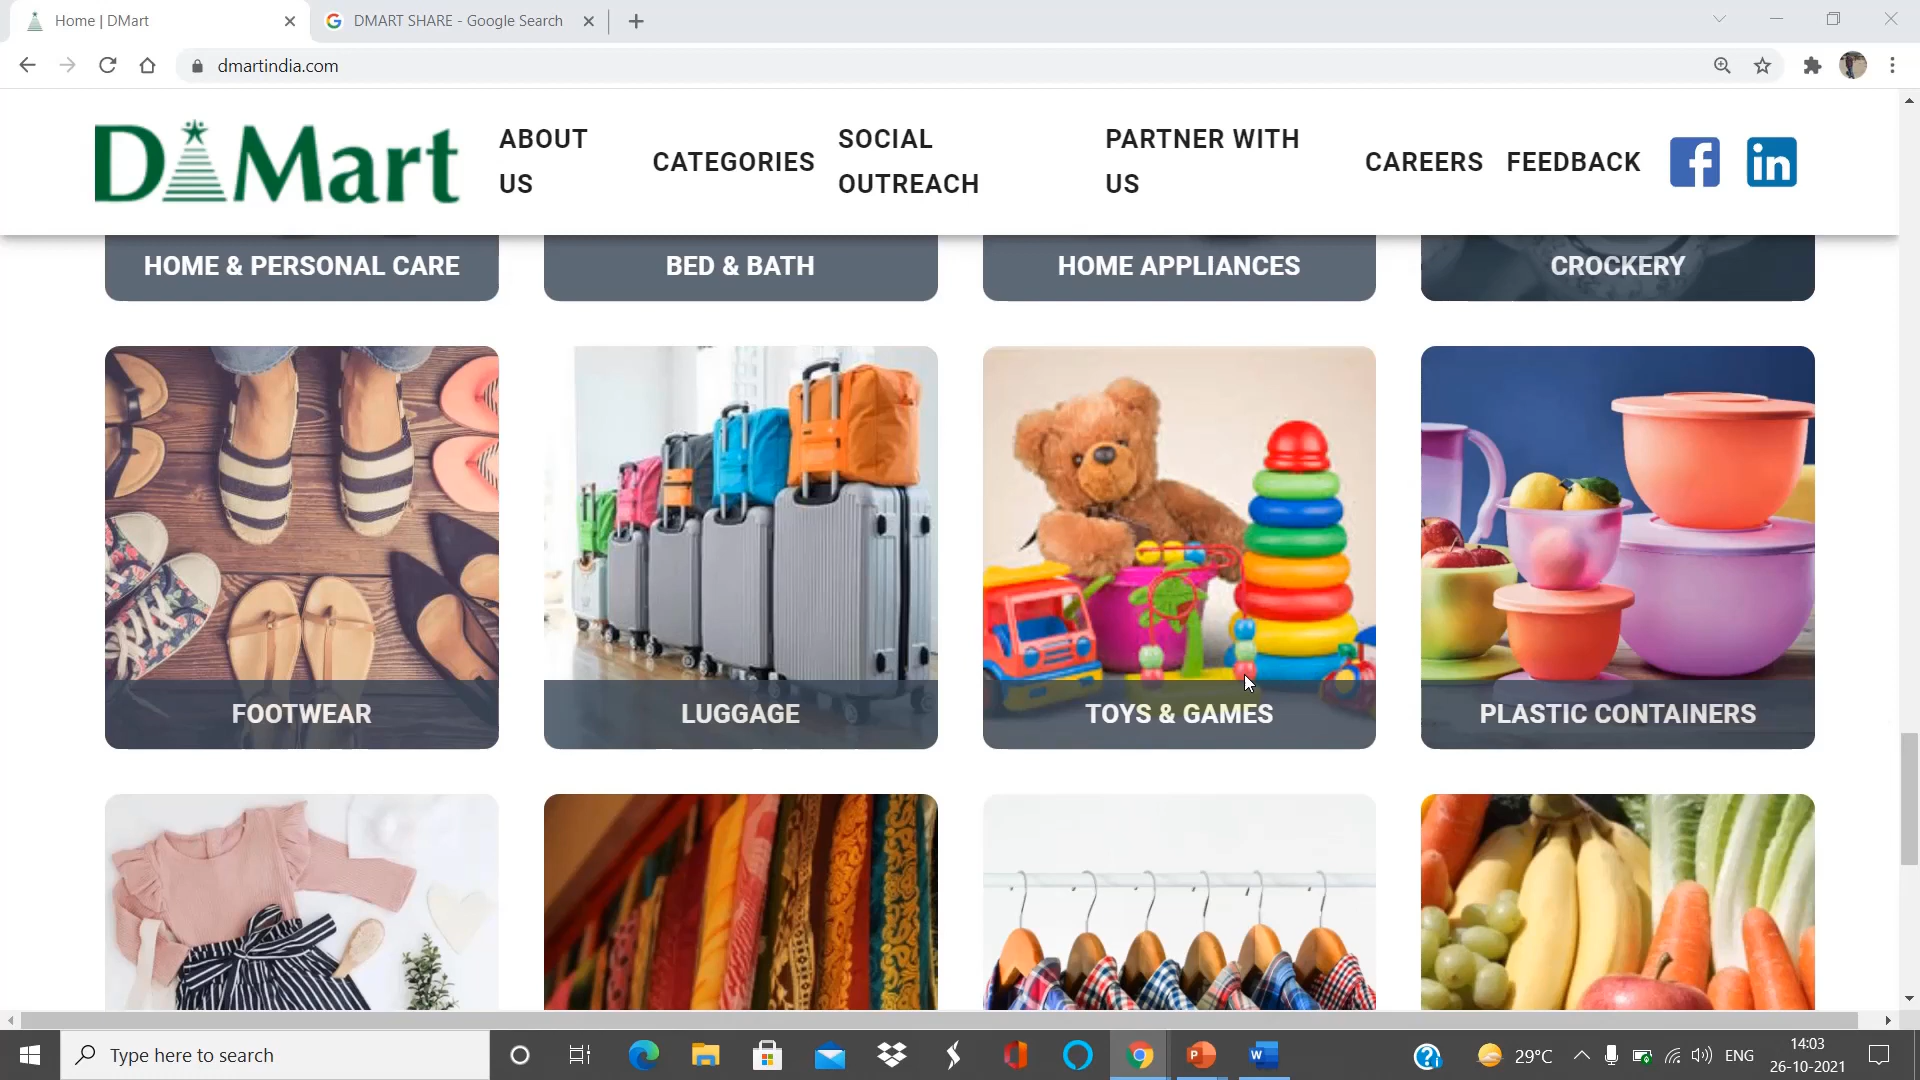 Home | DMart
DMART SHARE - Google Search
dmartindia.com
D Mart
ABOUT
US
CATEGORIES
SOCIAL
OUTREACH
PARTNER WITH
US
CAREERS
FEEDBACK
f
in
HOME & PERSONAL CARE
BED & BATH
HOME APPLIANCES
CROCKERY
FOOTWEAR
LUGGAGE
TOYS & GAMES
PLASTIC CONTAINERS
Type here to search
29°C
ENG
14:03
26-10-2021